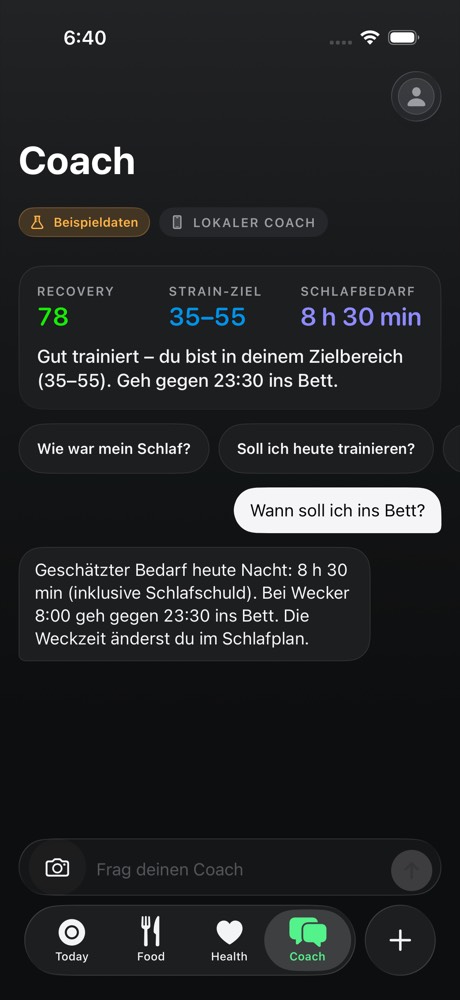 6:40
Coach
Beispieldaten
LOKALER COACH
RECOVERY
STRAIN-ZIEL
SCHLAFBEDARF
78
35–55
8 h 30 min
Gut trainiert – du bist in deinem Zielbereich
(35–55). Geh gegen 23:30 ins Bett.
Wie war mein Schlaf?
Soll ich heute trainieren?
Wann soll ich ins Bett?
Geschätzter Bedarf heute Nacht: 8 h 30
min (inklusive Schlafschuld). Bei Wecker
8:00 geh gegen 23:30 ins Bett. Die
Weckzeit änderst du im Schlafplan.
Frag deinen Coach
Today
Food
Health
Coach